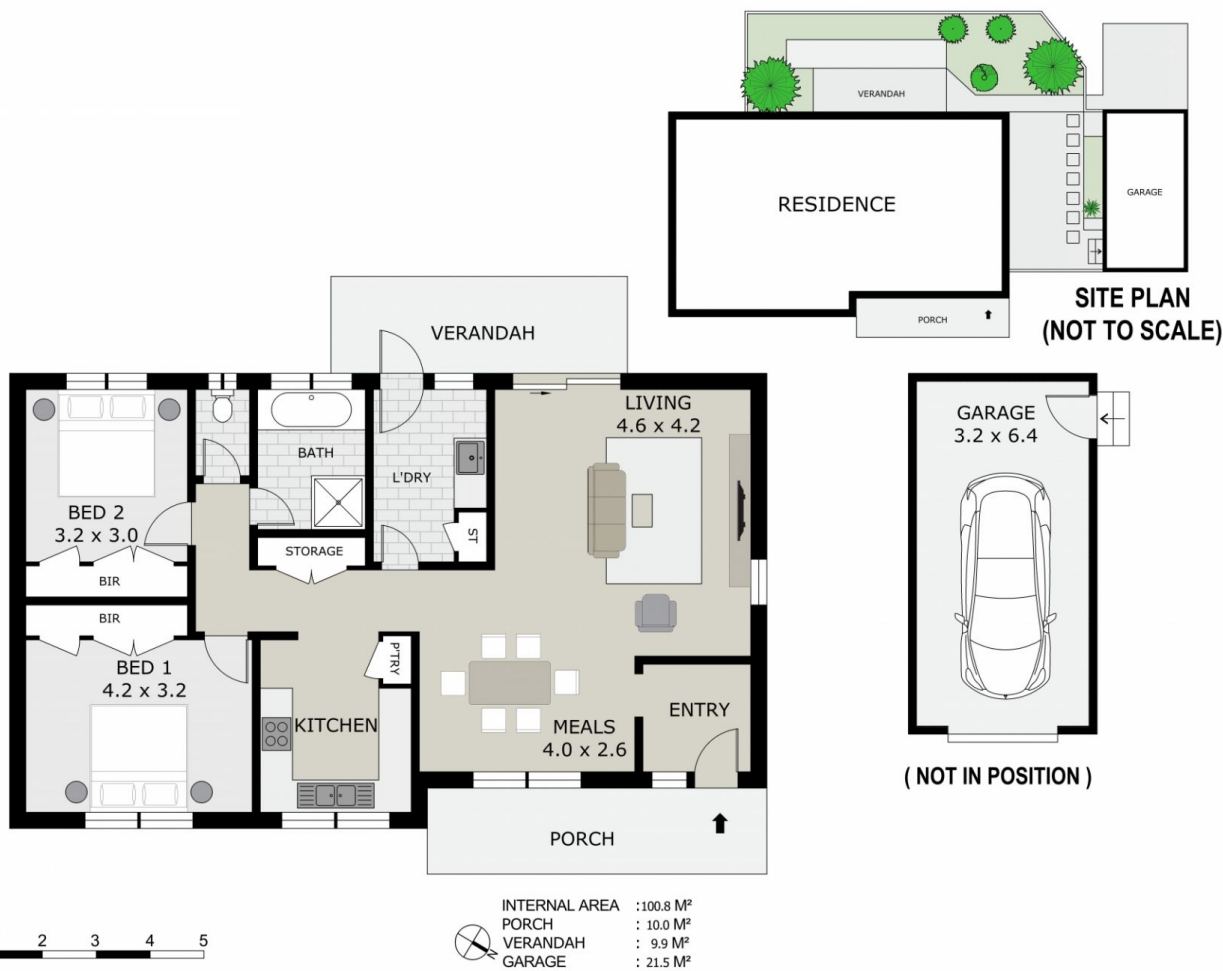 VERANDAH
RESIDENCE
GARAGE
PORCH
SITE PLAN
(NOT TO SCALE)
VERANDAH
LIVING
4.6 x 4.2
BATH
L'DRY
ST
BED 2
3.2 x 3.0
STORAGE
BIR
BIR
BED 1
4.2 x 3.2
P'TRY
KITCHEN
MEALS
4.0 x 2.6
ENTRY
PORCH
GARAGE
3.2 x 6.4
( NOT IN POSITION )
2 3 4 5
N
INTERNAL AREA : 100.8 M²
PORCH : 10.0 M²
VERANDAH : 9.9 M²
GARAGE : 21.5 M²